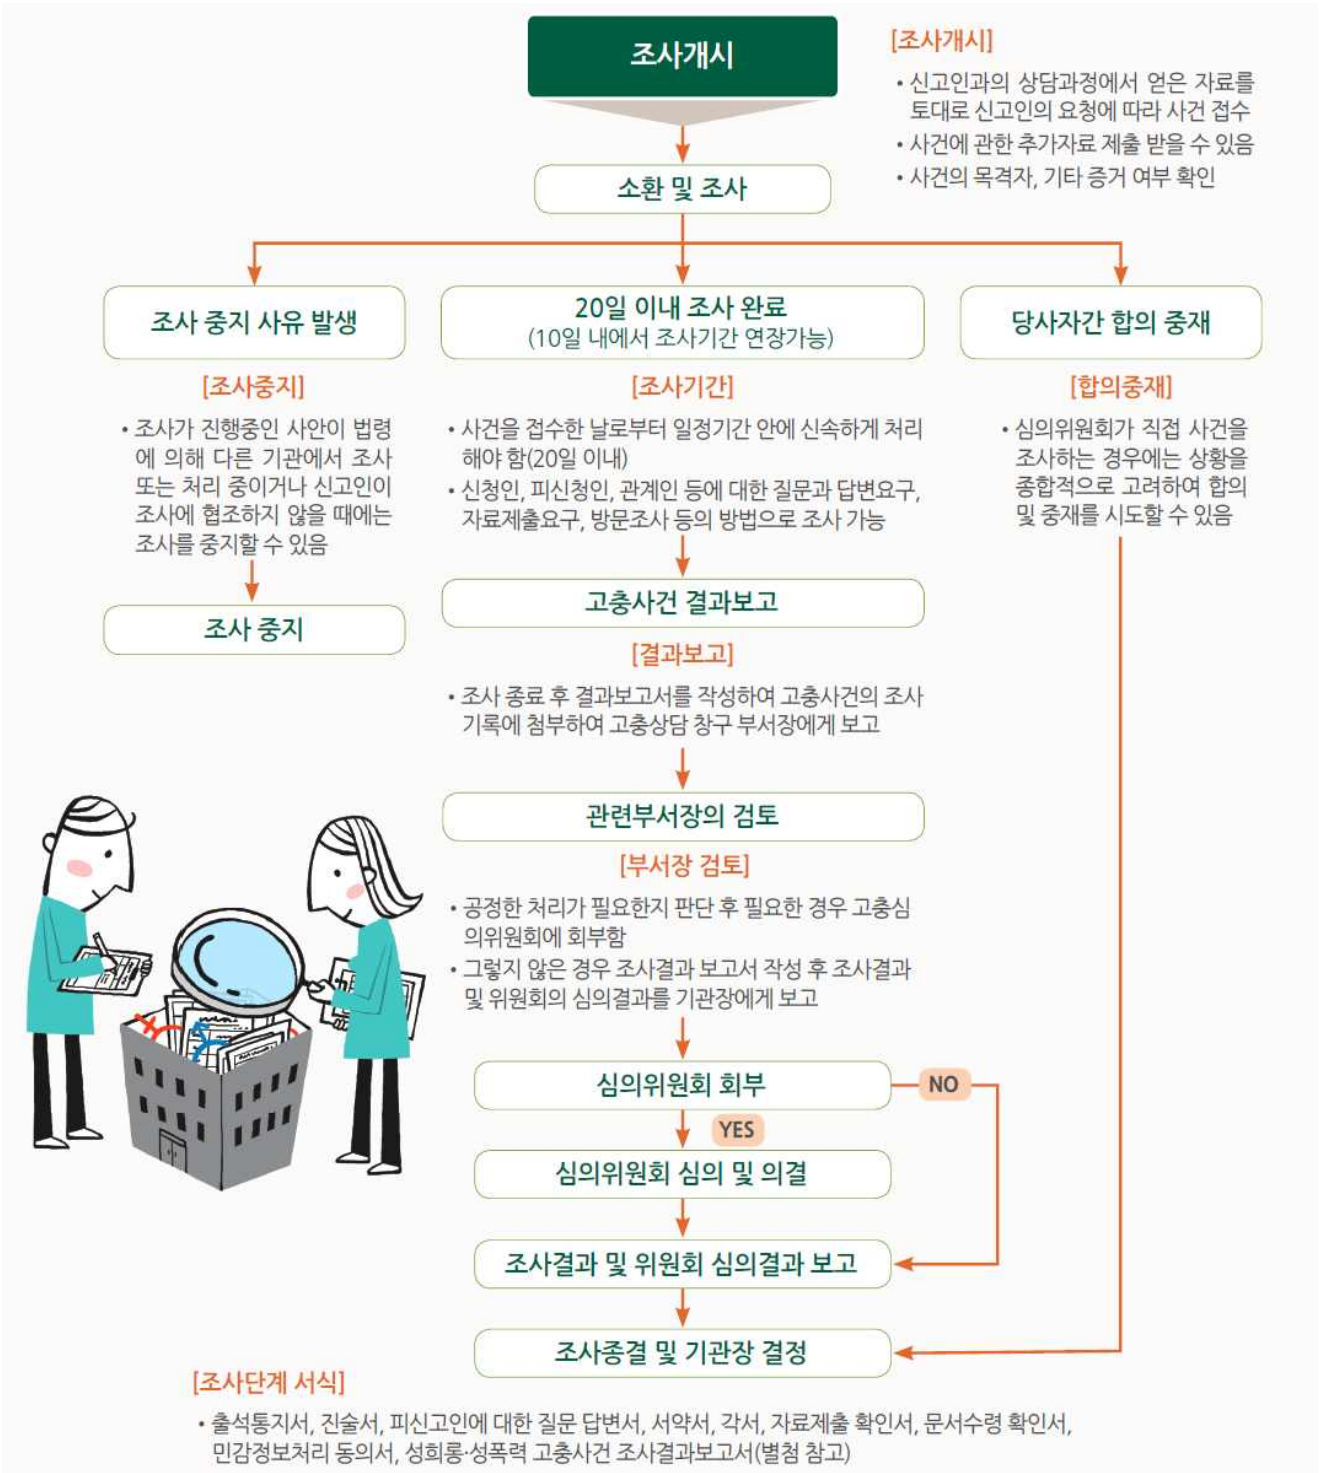 조사개시
[조사개시]
• 신고인과의 상담과정에서 얻은 자료를
토대로 신고인의 요청에 따라 사건 접수
• 사건에 관한 추가자료 제출 받을 수 있음
• 사건의 목격자, 기타 증거 여부 확인
소환 및 조사
조사 중지 사유 발생
[조사중지]
• 조사가 진행중인 사안이 법령
에 의해 다른 기관에서 조사
또는 처리 중이거나 신고인이
조사에 협조하지 않을 때에는
조사를 중지할 수 있음
조사 중지
20일 이내 조사 완료
(10일 내에서 조사기간 연장가능)
[조사기간]
• 사건을 접수한 날로부터 일정기간 안에 신속하게 처리
해야 함(20일 이내)
• 신청인, 피신청인, 관계인 등에 대한 질문과 답변요구,
자료제출요구, 방문조사 등의 방법으로 조사 가능
당사자간 합의 중재
[합의중재]
• 심의위원회가 직접 사건을
조사하는 경우에는 상황을
종합적으로 고려하여 합의
및 중재를 시도할 수 있음
고충사건 결과보고
[결과보고]
• 조사 종료 후 결과보고서를 작성하여 고충사건의 조사
기록에 첨부하여 고충상담 창구 부서장에게 보고
관련부서장의 검토
[부서장 검토]
• 공정한 처리가 필요한지 판단 후 필요한 경우 고충심
의위원회에 회부함
• 그렇지 않은 경우 조사결과 보고서 작성 후 조사결과
및 위원회의 심의결과를 기관장에게 보고
심의위원회 회부
NO
YES
심의위원회 심의 및 의결
조사결과 및 위원회 심의결과 보고
조사종결 및 기관장 결정
[조사단계 서식]
• 출석통지서, 진술서, 피신고인에 대한 질문 답변서, 서약서, 각서, 자료제출 확인서, 문서수령 확인서,
민감정보처리 동의서, 성희롱·성폭력 고충사건 조사결과보고서(별첨 참고)